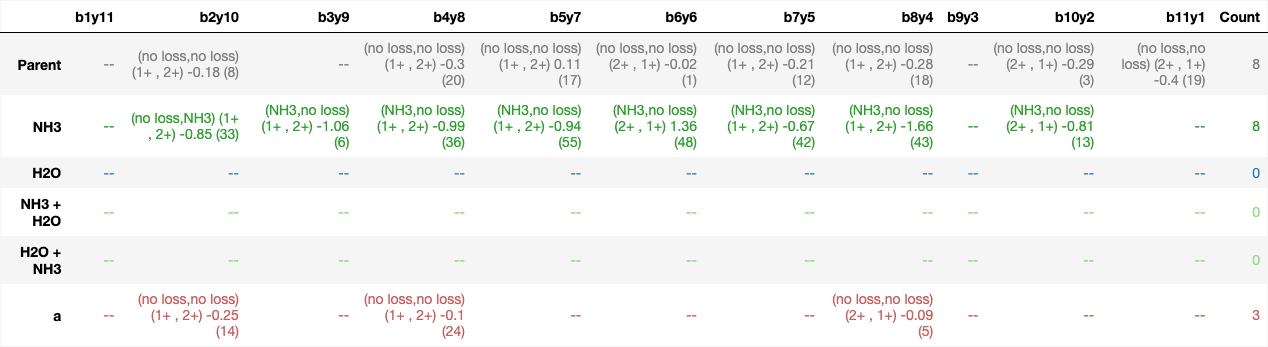 b1y11 b2y10 b3y9 b4y8 b5y7 b6y6 b7y5 b8y4 b9y3 b10y2 b11y1 Count
Parent -- (no loss,no loss) (1+ , 2+) -0.18 (8) -- (no loss,no loss) (1+ , 2+) -0.3 (20) (no loss,no loss) (1+ , 2+) 0.11 (17) (no loss,no loss) (2+ , 1+) -0.02 (1) (no loss,no loss) (1+ , 2+) -0.21 (12) (no loss,no loss) (1+ , 2+) -0.28 (18) -- (no loss,no loss) (2+ , 1+) -0.29 (3) (no loss,no loss) (2+ , 1+) -0.4 (19) 8
NH3 -- (no loss,NH3) (1+ , 2+) -0.85 (33) (NH3,no loss) (1+ , 2+) -1.06 (6) (NH3,no loss) (1+ , 2+) -0.99 (36) (NH3,no loss) (1+ , 2+) -0.94 (55) (NH3,no loss) (2+ , 1+) 1.36 (48) (NH3,no loss) (1+ , 2+) -0.67 (42) (NH3,no loss) (1+ , 2+) -1.66 (43) -- (NH3,no loss) (2+ , 1+) -0.81 (13) -- 8
H2O -- -- -- -- -- -- -- -- -- -- -- 0
NH3 + H2O -- -- -- -- -- -- -- -- -- -- -- 0
H2O + NH3 -- -- -- -- -- -- -- -- -- -- -- 0
a -- (no loss,no loss) (1+ , 2+) -0.25 (14) -- (no loss,no loss) (1+ , 2+) -0.1 (24) -- -- -- (no loss,no loss) (2+ , 1+) -0.09 (5) -- -- -- 3